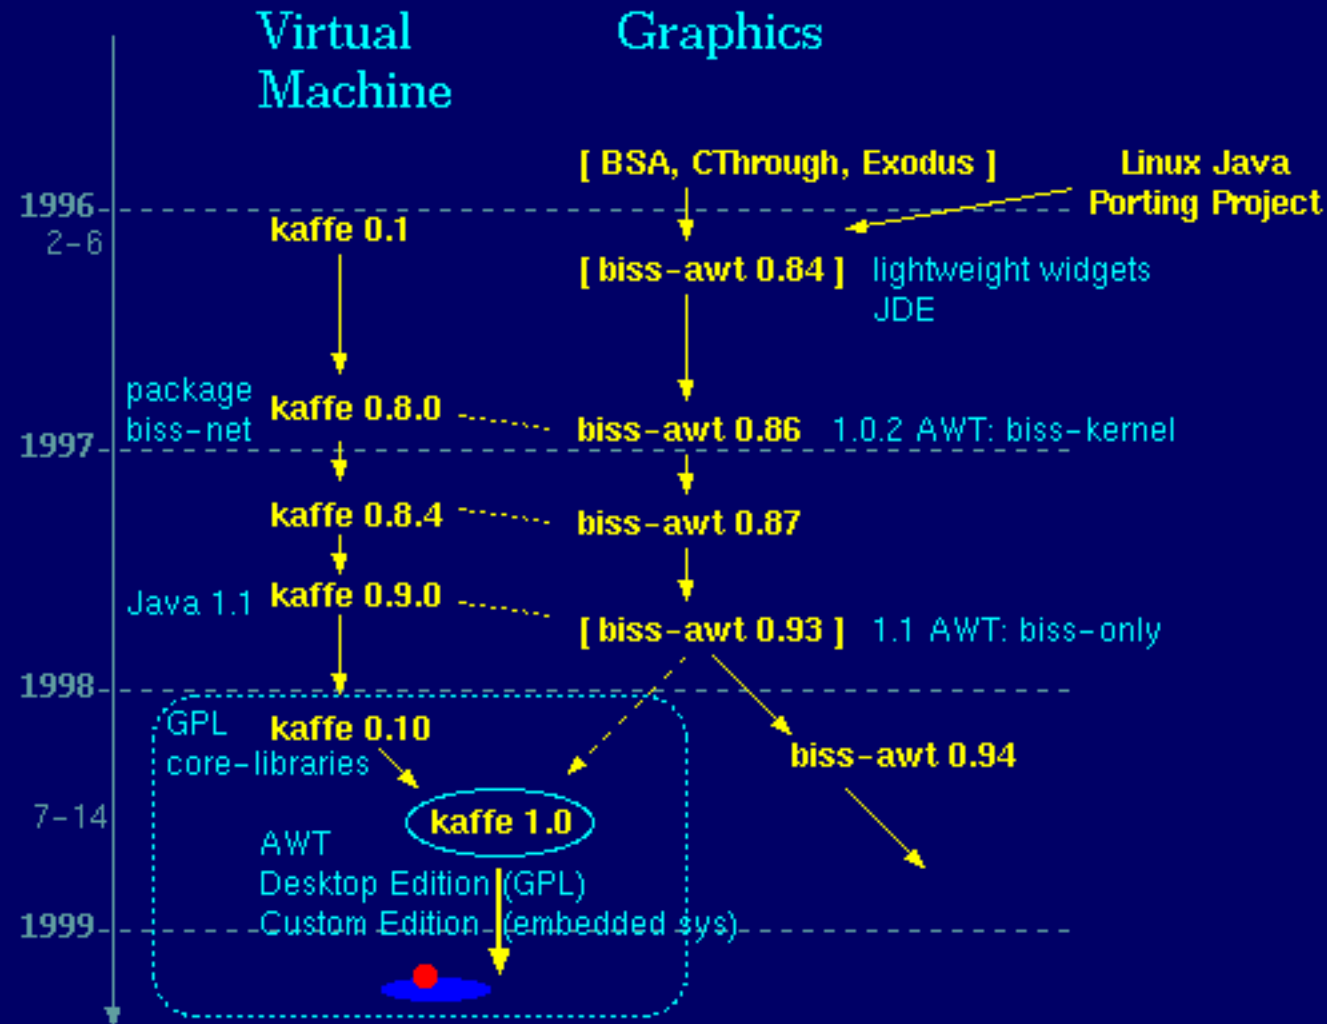 Virtual
Machine
Graphics
[ BSA, CThrough, Exodus ]
Linux Java
Porting Project
1996
2-6
kaffe 0.1
[ biss-awt 0.84 ]
lightweight widgets
JDE
package
biss-net
kaffe 0.8.0
biss-awt 0.86
1.0.2 AWT: biss-kernel
1997
kaffe 0.8.4
biss-awt 0.87
Java 1.1
kaffe 0.9.0
[ biss-awt 0.93 ]
1.1 AWT: biss-only
1998
GPL
core-libraries
kaffe 0.10
biss-awt 0.94
7-14
kaffe 1.0
AWT
Desktop Edition (GPL)
Custom Edition (embedded sys)
1999